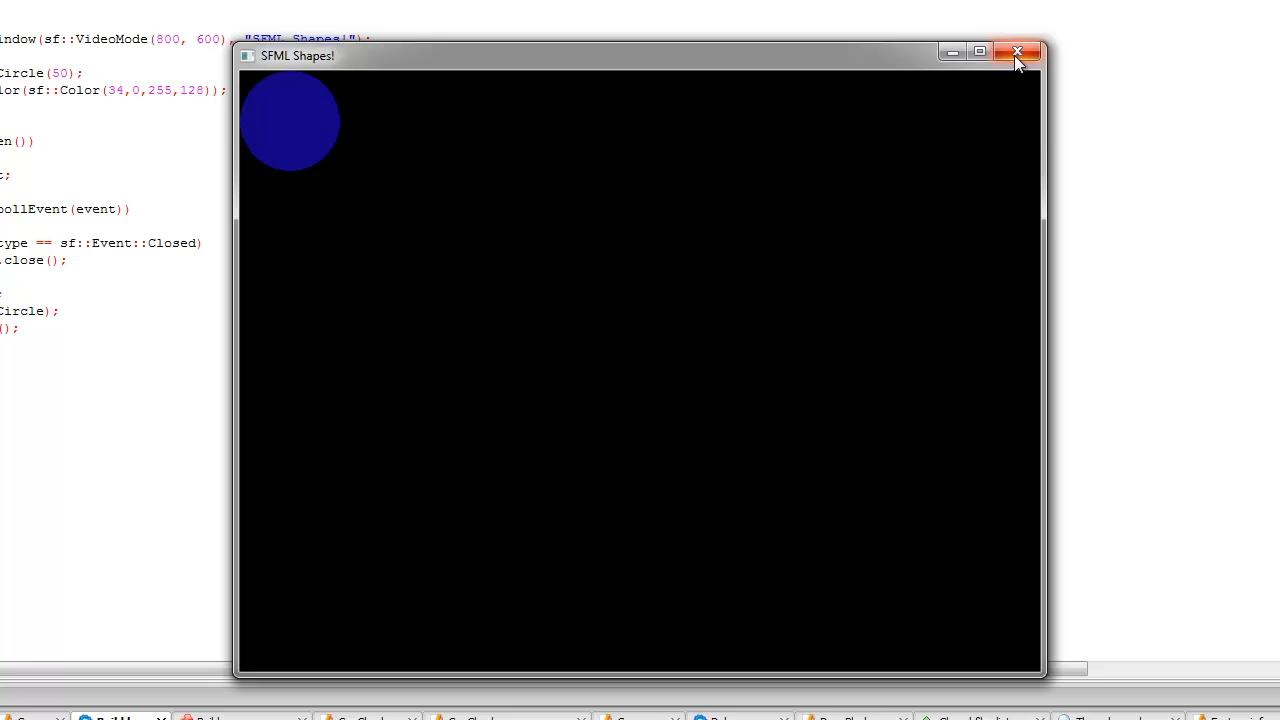 indow(sf::VideoMode(800, 600), "SFML Shapes!");
SFML Shapes!
Circle(50);
lor(sf::Color(34,0,255,128));
en())
t;
pollEvent(event))
type == sf::Event::Closed)
.close();
;
Circle);
();